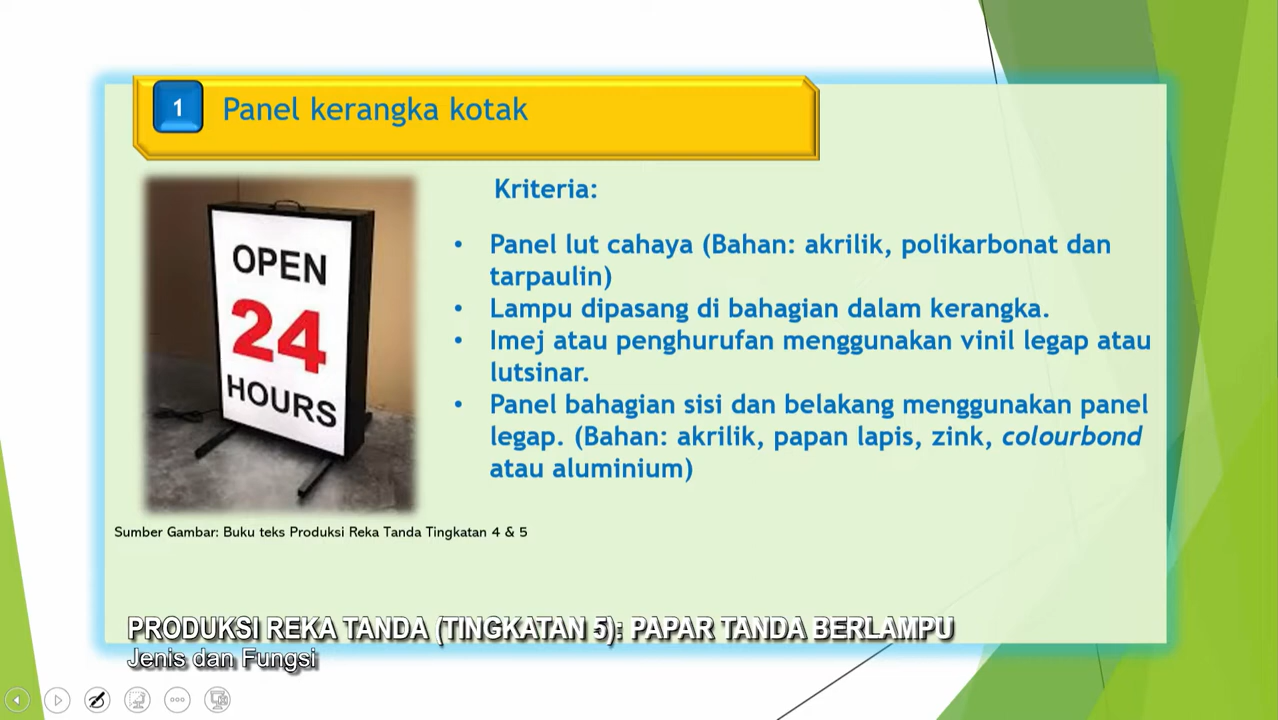 1 Panel kerangka kotak
OPEN
24
HOURS
Kriteria:
• Panel lut cahaya (Bahan: akrilik, polikarbonat dan
tarpaulin)
• Lampu dipasang di bahagian dalam kerangka.
• Imej atau penghurufan menggunakan vinil legap atau
lutsinar.
• Panel bahagian sisi dan belakang menggunakan panel
legap. (Bahan: akrilik, papan lapis, zink, colourbond
atau aluminium)
Sumber Gambar: Buku teks Produksi Reka Tanda Tingkatan 4 & 5
PRODUKSI REKA TANDA (TINGKATAN 5): PAPAR TANDA BERLAMPU
Jenis dan Fungsi